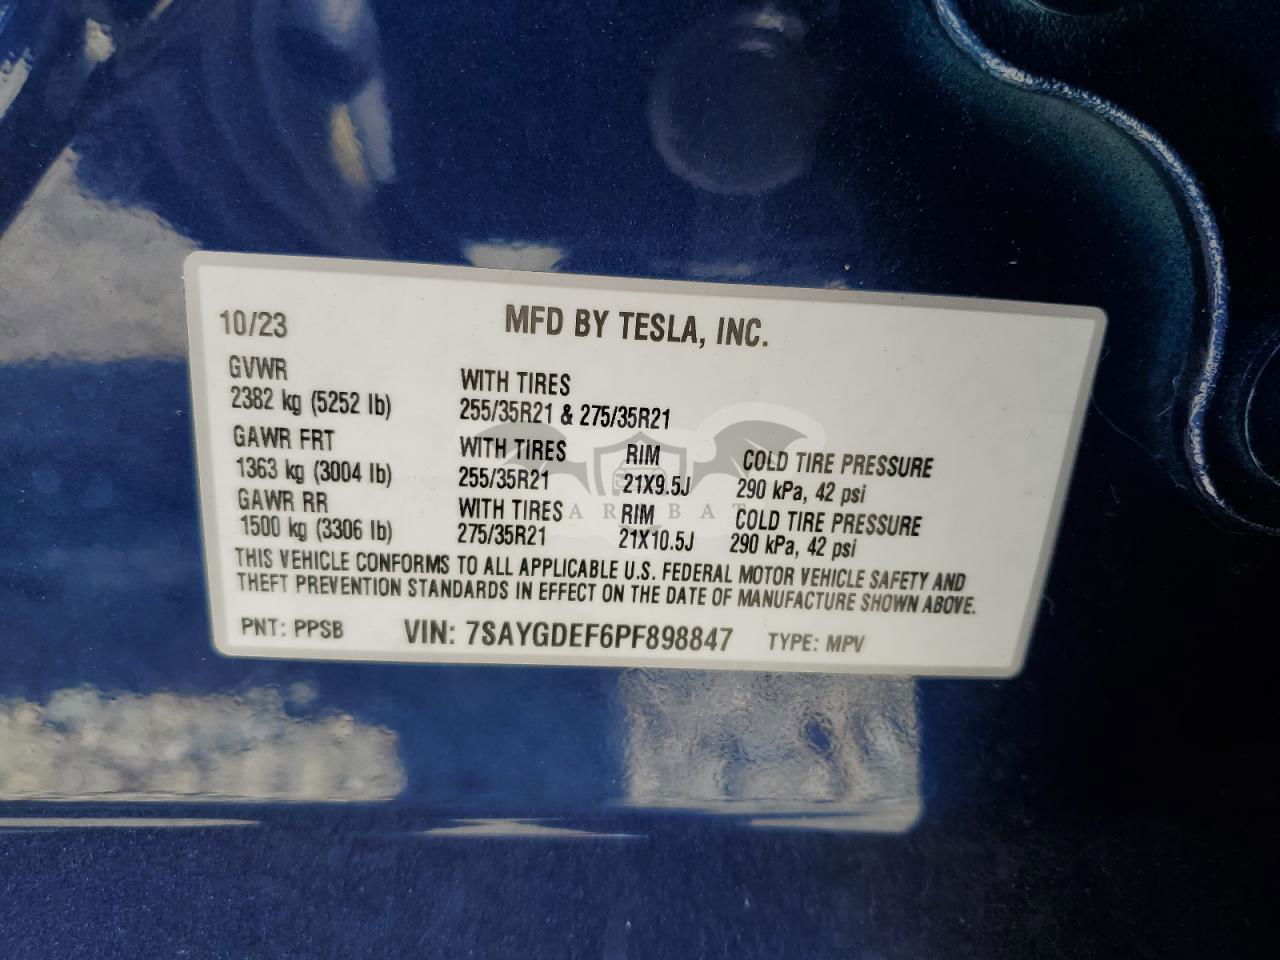 10/23 MFD BY TESLA, INC.
GVWR
2382 kg (5252 lb)
WITH TIRES
255/35R21 & 275/35R21
GAWR FRT
1363 kg (3004 lb)
WITH TIRES
255/35R21
RIM
21X9.5J
COLD TIRE PRESSURE
290 kPa, 42 psi
GAWR RR
1500 kg (3306 lb)
WITH TIRES
275/35R21
RIM
21X10.5J
COLD TIRE PRESSURE
290 kPa, 42 psi
THIS VEHICLE CONFORMS TO ALL APPLICABLE U.S. FEDERAL MOTOR VEHICLE SAFETY AND
THEFT PREVENTION STANDARDS IN EFFECT ON THE DATE OF MANUFACTURE SHOWN ABOVE.
PNT: PPSB VIN: 7SAYGDEF6PF898847 TYPE: MPV